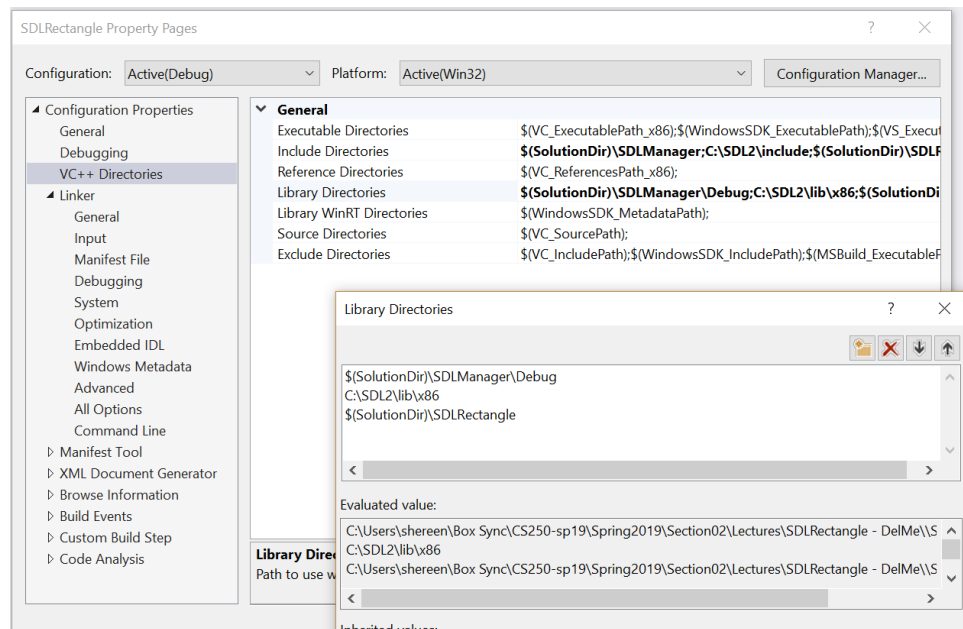 SDLRectangle Property Pages
? ×
Configuration: Active(Debug) Platform: Active(Win32) Configuration Manager...
Configuration Properties
General
Debugging
VC++ Directories
Linker
General
Input
Manifest File
Debugging
System
Optimization
Embedded IDL
Windows Metadata
Advanced
All Options
Command Line
Manifest Tool
XML Document Generator
Browse Information
Build Events
Custom Build Step
Code Analysis
General
Executable Directories $(VC_ExecutablePath_x86);$(WindowsSDK_ExecutablePath);$(VS_Execut
Include Directories $(SolutionDir)\SDLManager;C:\SDL2\include;$(SolutionDir)\SDLR
Reference Directories $(VC_ReferencesPath_x86);
Library Directories $(SolutionDir)\SDLManager\Debug;C:\SDL2\lib\x86;$(SolutionDi
Library WinRT Directories $(WindowsSDK_MetadataPath);
Source Directories $(VC_SourcePath);
Exclude Directories $(VC_IncludePath);$(WindowsSDK_IncludePath);$(MSBuild_ExecutableP
Library Dire
Path to use w
Library Directories
? ×
$(SolutionDir)\SDLManager\Debug
C:\SDL2\lib\x86
$(SolutionDir)\SDLRectangle
Evaluated value:
C:\Users\shereen\Box Sync\CS250-sp19\Spring2019\Section02\Lectures\SDLRectangle - DelMe\\S
C:\SDL2\lib\x86
C:\Users\shereen\Box Sync\CS250-sp19\Spring2019\Section02\Lectures\SDLRectangle - DelMe\\S
Inherited values: